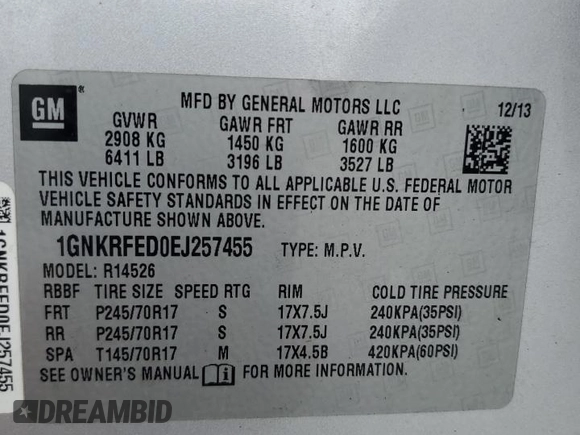 GM
MFD BY GENERAL MOTORS LLC
12/13
GVWR GAWR FRT GAWR RR
2908 KG 1450 KG 1600 KG
6411 LB 3196 LB 3527 LB
THIS VEHICLE CONFORMS TO ALL APPLICABLE U.S. FEDERAL MOTOR
VEHICLE SAFETY STANDARDS IN EFFECT ON THE DATE OF
MANUFACTURE SHOWN ABOVE.
1GNKRFED0EJ257455 TYPE: M.P.V.
MODEL: R14526
RBBF TIRE SIZE SPEED RTG RIM COLD TIRE PRESSURE
FRT P245/70R17 S 17X7.5J 240KPA(35PSI)
RR P245/70R17 S 17X7.5J 240KPA(35PSI)
SPA T145/70R17 M 17X4.5B 420KPA(60PSI)
SEE OWNER'S MANUAL FOR MORE INFORMATION.
1GNKRFED0EJ257455
DREAMBID